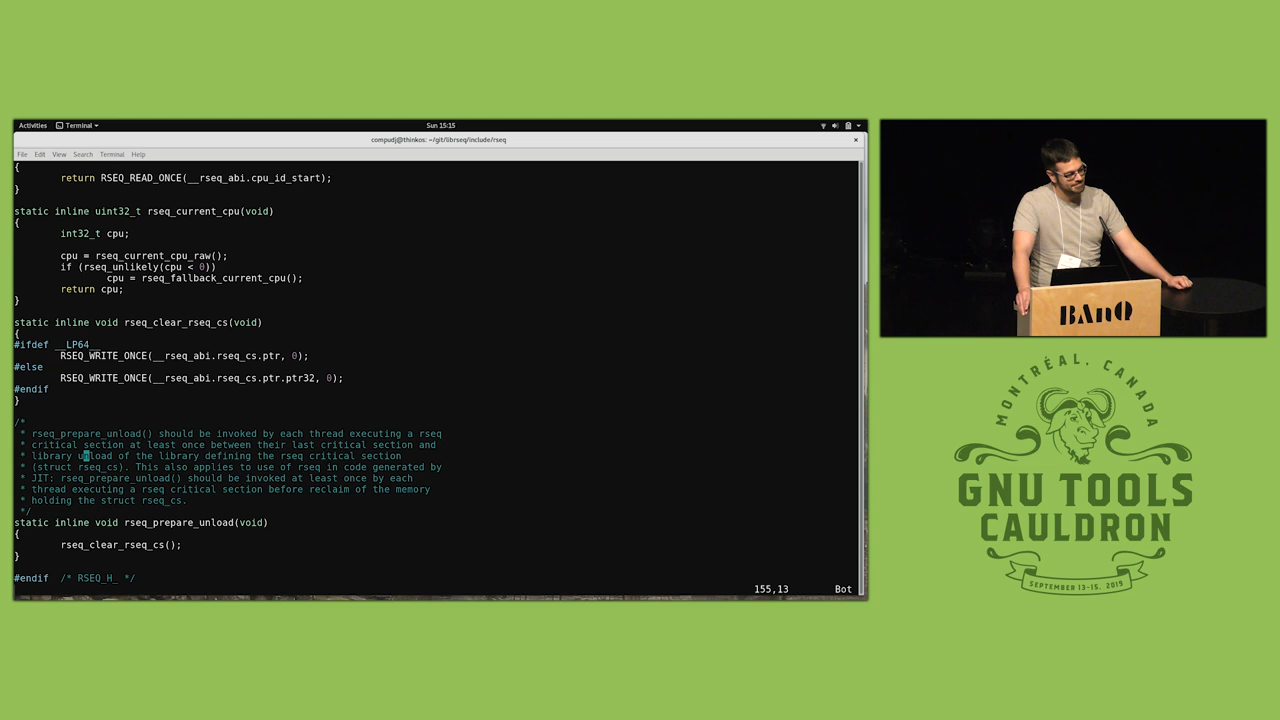 Activities Terminal Sun 15:15
compudj@thinkos: ~/git/librseq/include/rseq ×
File Edit View Search Terminal Help
{
return RSEQ_READ_ONCE(__rseq_abi.cpu_id_start);
}
static inline uint32_t rseq_current_cpu(void)
{
int32_t cpu;
cpu = rseq_current_cpu_raw();
if (rseq_unlikely(cpu < 0))
cpu = rseq_fallback_current_cpu();
return cpu;
}
static inline void rseq_clear_rseq_cs(void)
{
#ifdef __LP64__
RSEQ_WRITE_ONCE(__rseq_abi.rseq_cs.ptr, 0);
#else
RSEQ_WRITE_ONCE(__rseq_abi.rseq_cs.ptr.ptr32, 0);
#endif
}
/*
* rseq_prepare_unload() should be invoked by each thread executing a rseq
* critical section at least once between their last critical section and
* library unload of the library defining the rseq critical section
* (struct rseq_cs). This also applies to use of rseq in code generated by
* JIT: rseq_prepare_unload() should be invoked at least once by each
* thread executing a rseq critical section before reclaim of the memory
* holding the struct rseq_cs.
*/
static inline void rseq_prepare_unload(void)
{
rseq_clear_rseq_cs();
}
#endif /* RSEQ_H_ */
155,13 Bot
BAnQ
MONTRÉAL, CANADA
GNU TOOLS
CAULDRON
SEPTEMBER 13-15, 2019